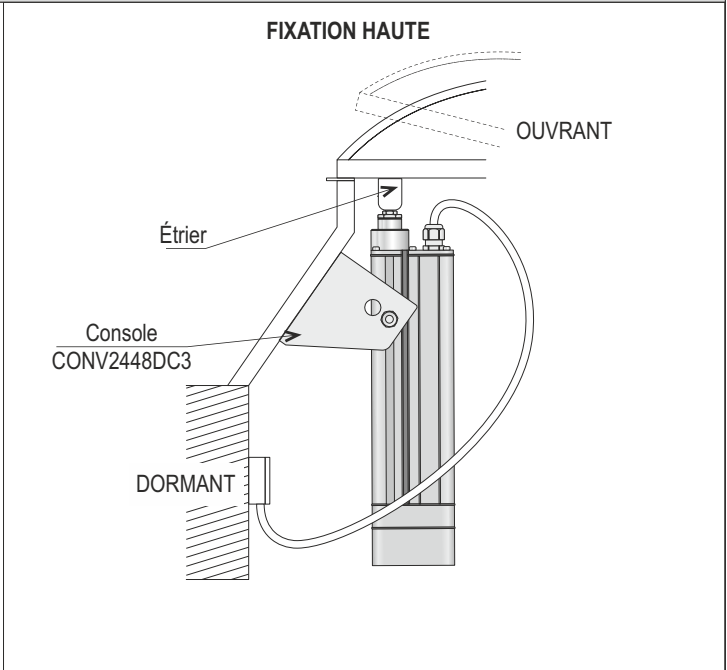 FIXATION HAUTE
OUVRANT
Étrier
Console
CONV2448DC3
DORMANT